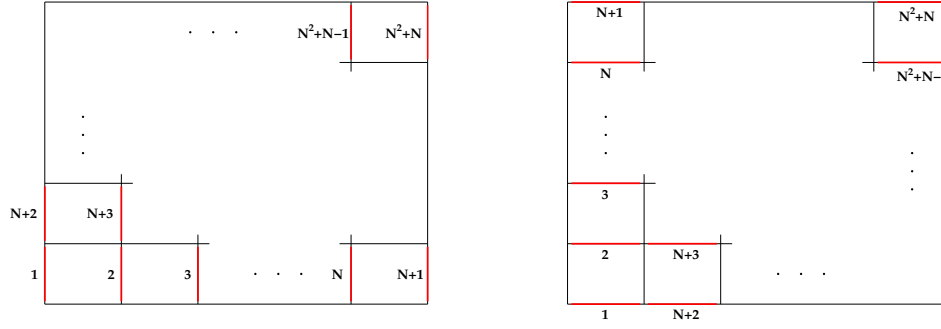 N²+N−1 N²+N
N+2 N+3
1 2 3 N N+1
N+1 N²+N
N N²+N−
3
2 N+3
1 N+2